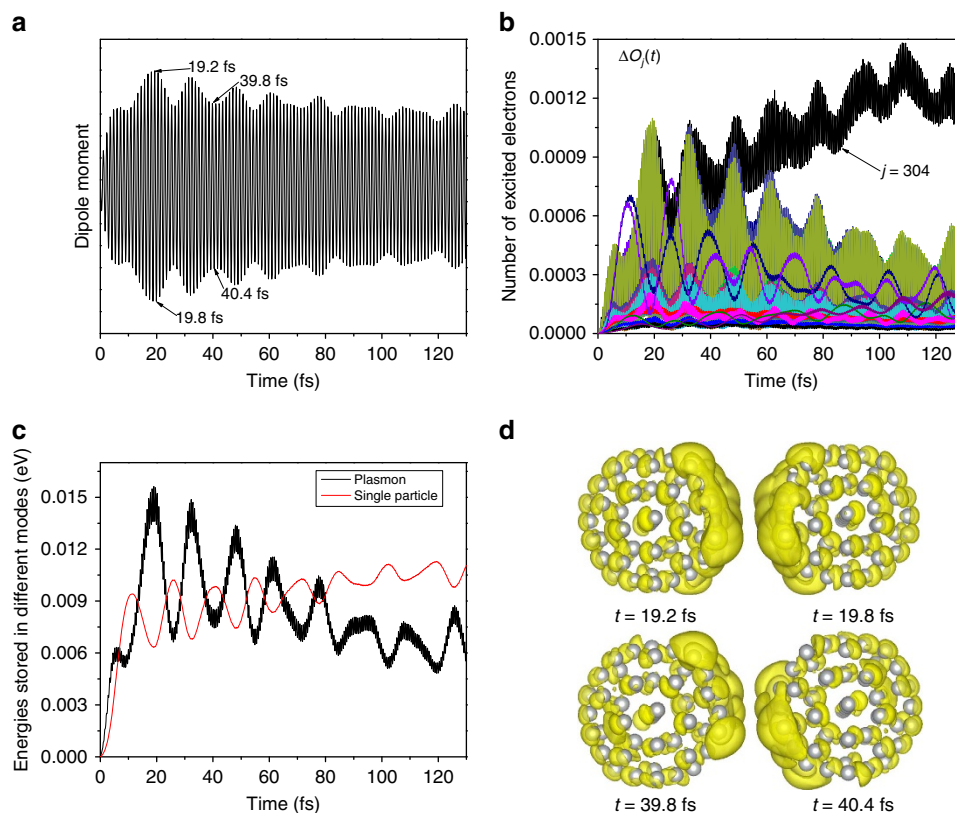 a
19.2 fs
39.8 fs
40.4 fs
19.8 fs
Dipole moment
0 20 40 60 80 100 120
Time (fs)
b
0.0015
0.0012
0.0009
0.0006
0.0003
0.0000
ΔOj(t)
j = 304
Number of excited electrons
0 20 40 60 80 100 120
Time (fs)
c
0.015
0.012
0.009
0.006
0.003
0.000
Plasmon
Single particle
Energies stored in different modes (eV)
0 20 40 60 80 100 120
Time (fs)
d
t = 19.2 fs t = 19.8 fs
t = 39.8 fs t = 40.4 fs